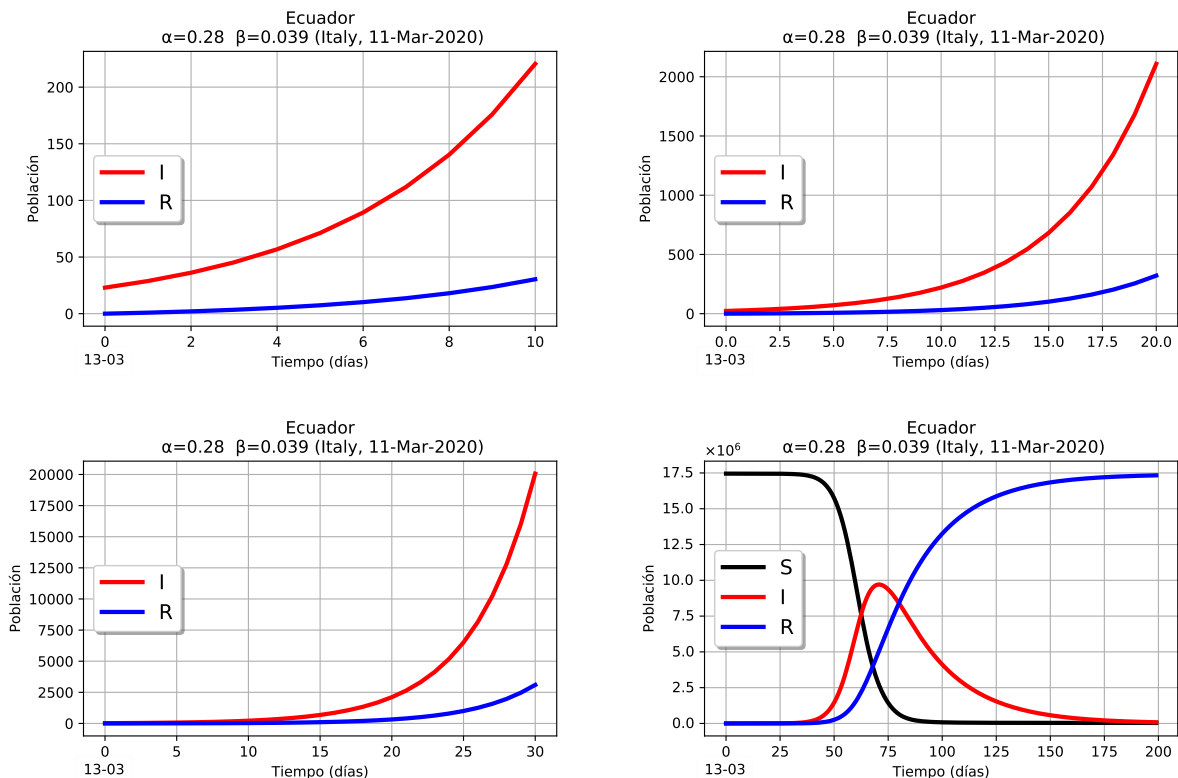 Ecuador
α=0.28 β=0.039 (Italy, 11-Mar-2020)
Población
200
150
100
50
0
I
R
0 2 4 6 8 10
13-03
Tiempo (días)
Ecuador
α=0.28 β=0.039 (Italy, 11-Mar-2020)
Población
2000
1500
1000
500
0
I
R
0.0 2.5 5.0 7.5 10.0 12.5 15.0 17.5 20.0
13-03
Tiempo (días)
Ecuador
α=0.28 β=0.039 (Italy, 11-Mar-2020)
Población
20000
17500
15000
12500
10000
7500
5000
2500
0
I
R
0 5 10 15 20 25 30
13-03
Tiempo (días)
Ecuador
×10⁶
α=0.28 β=0.039 (Italy, 11-Mar-2020)
Población
17.5
15.0
12.5
10.0
7.5
5.0
2.5
0.0
S
I
R
0 25 50 75 100 125 150 175 200
13-03
Tiempo (días)